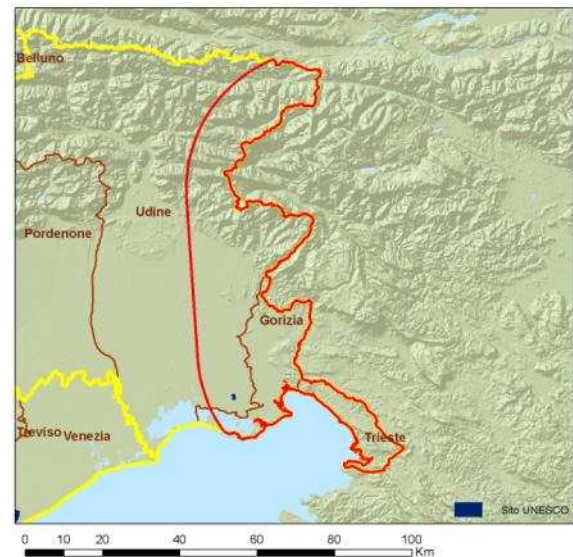 Belluno
Udine
Pordenone
Gorizia
Treviso
Venezia
Trieste
Sito UNESCO
0 10 20 40 60 80 100
Km